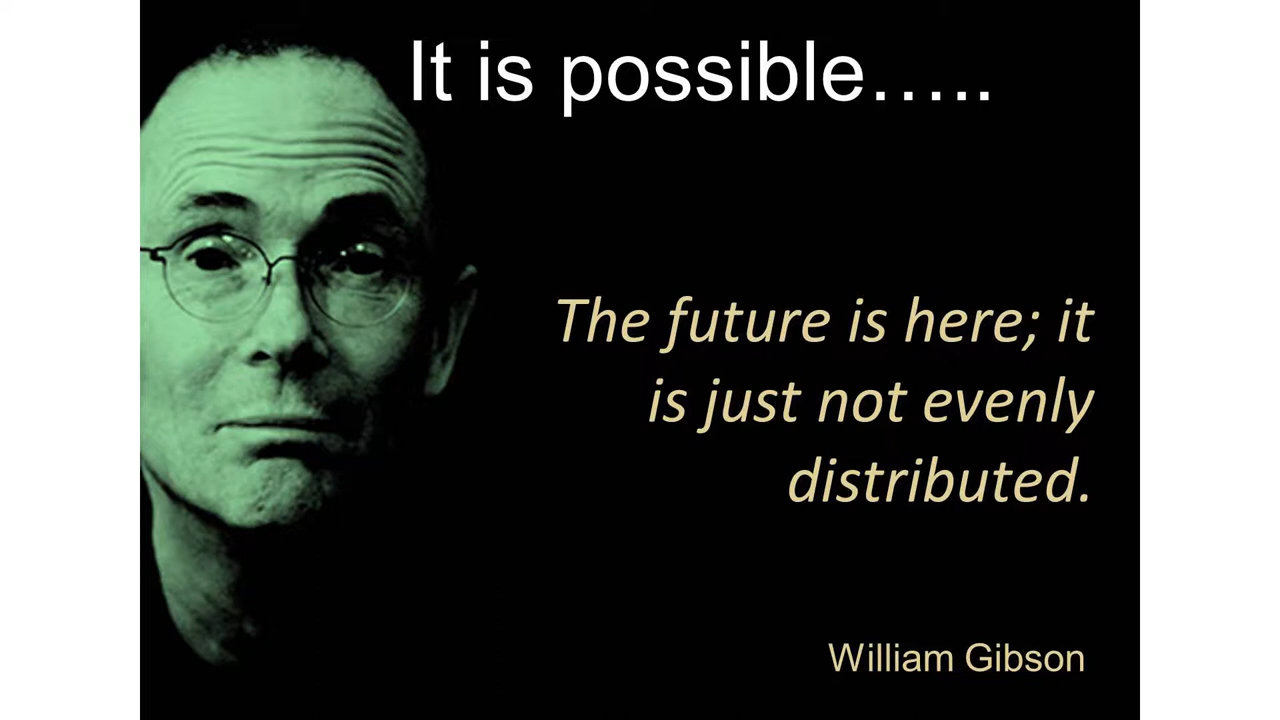 It is possible…..
The future is here; it
is just not evenly
distributed.
William Gibson